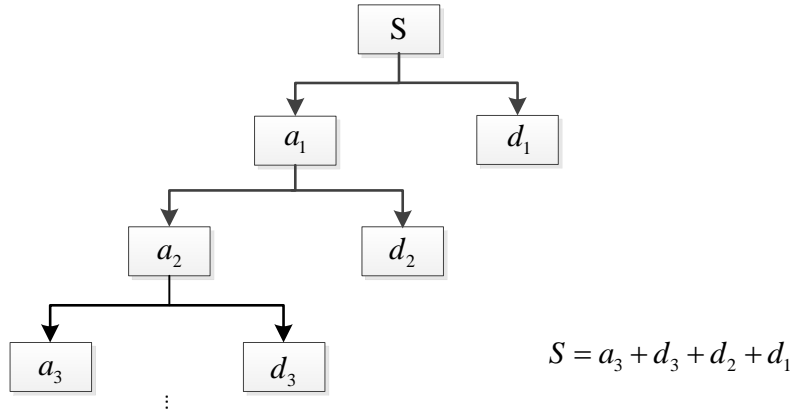 S
a₁ d₁
a₂ d₂
a₃ d₃
⋮
S = a₃ + d₃ + d₂ + d₁